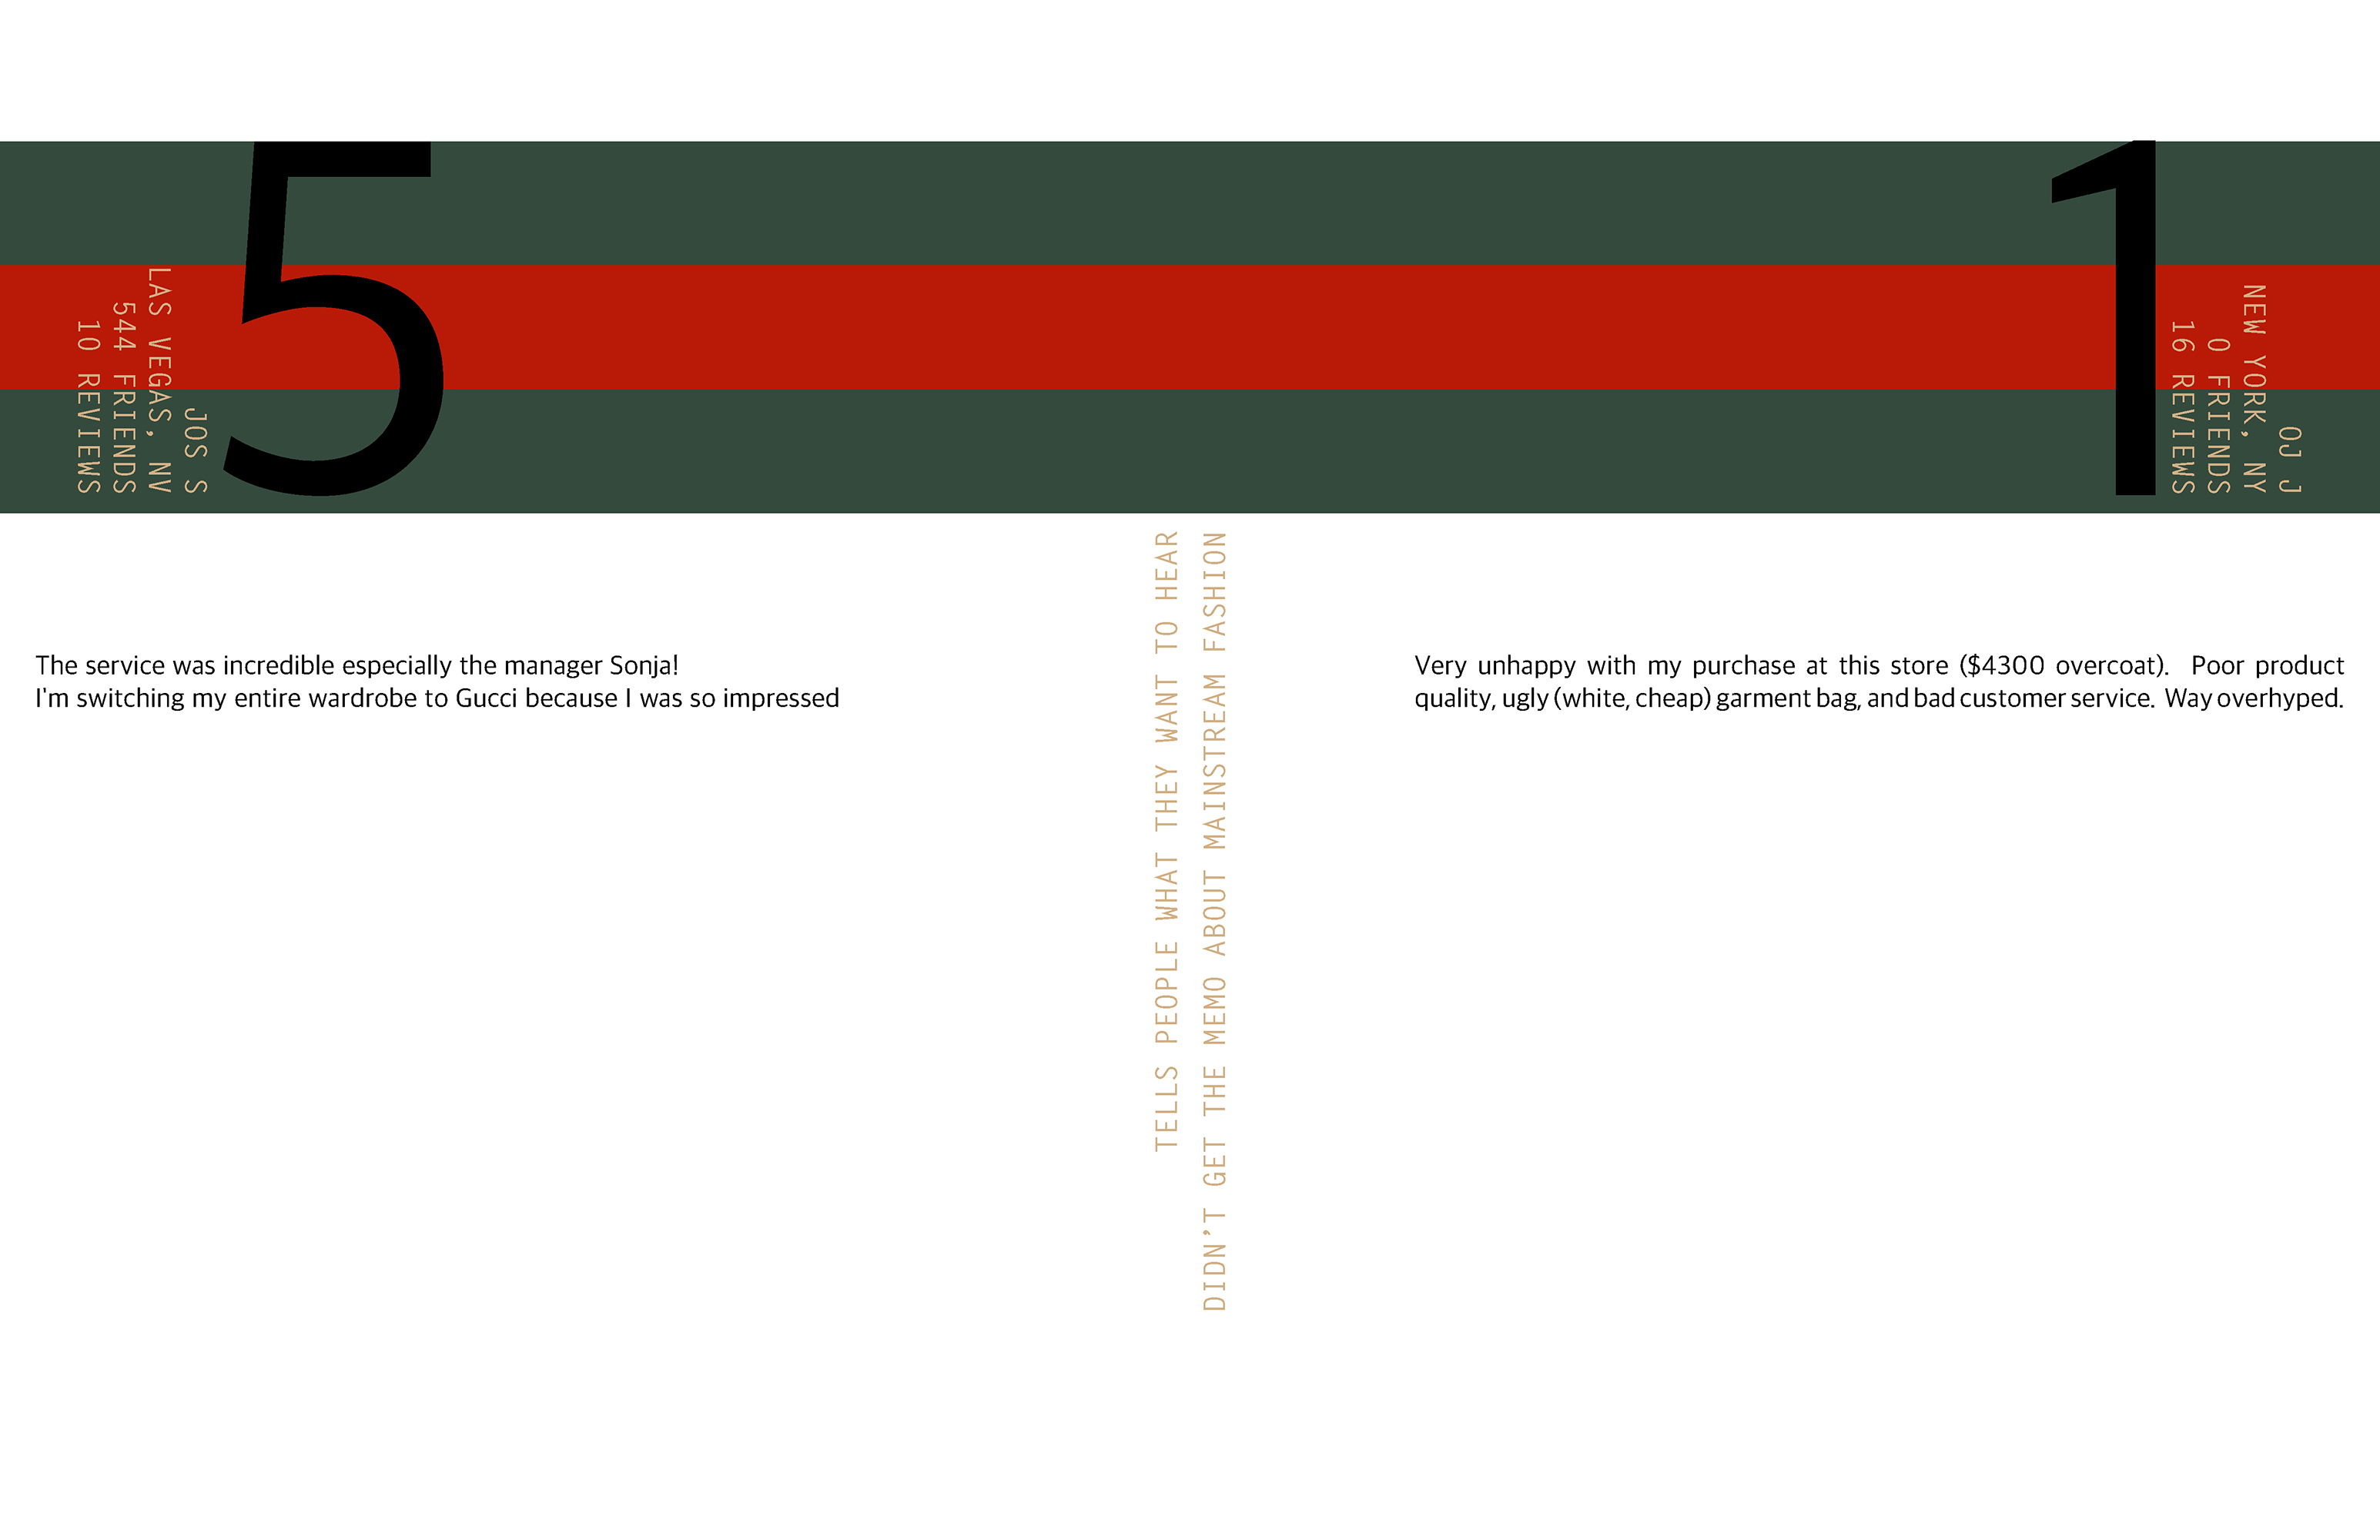 5
JOS S
LAS VEGAS, NV
544 FRIENDS
10 REVIEWS
The service was incredible especially the manager Sonja!
I'm switching my entire wardrobe to Gucci because I was so impressed
TELLS PEOPLE WHAT THEY WANT TO HEAR
DIDN’T GET THE MEMO ABOUT MAINSTREAM FASHION
1
OJ J
NEW YORK, NY
0 FRIENDS
16 REVIEWS
Very unhappy with my purchase at this store ($4300 overcoat). Poor product
quality, ugly (white, cheap) garment bag, and bad customer service. Way overhyped.